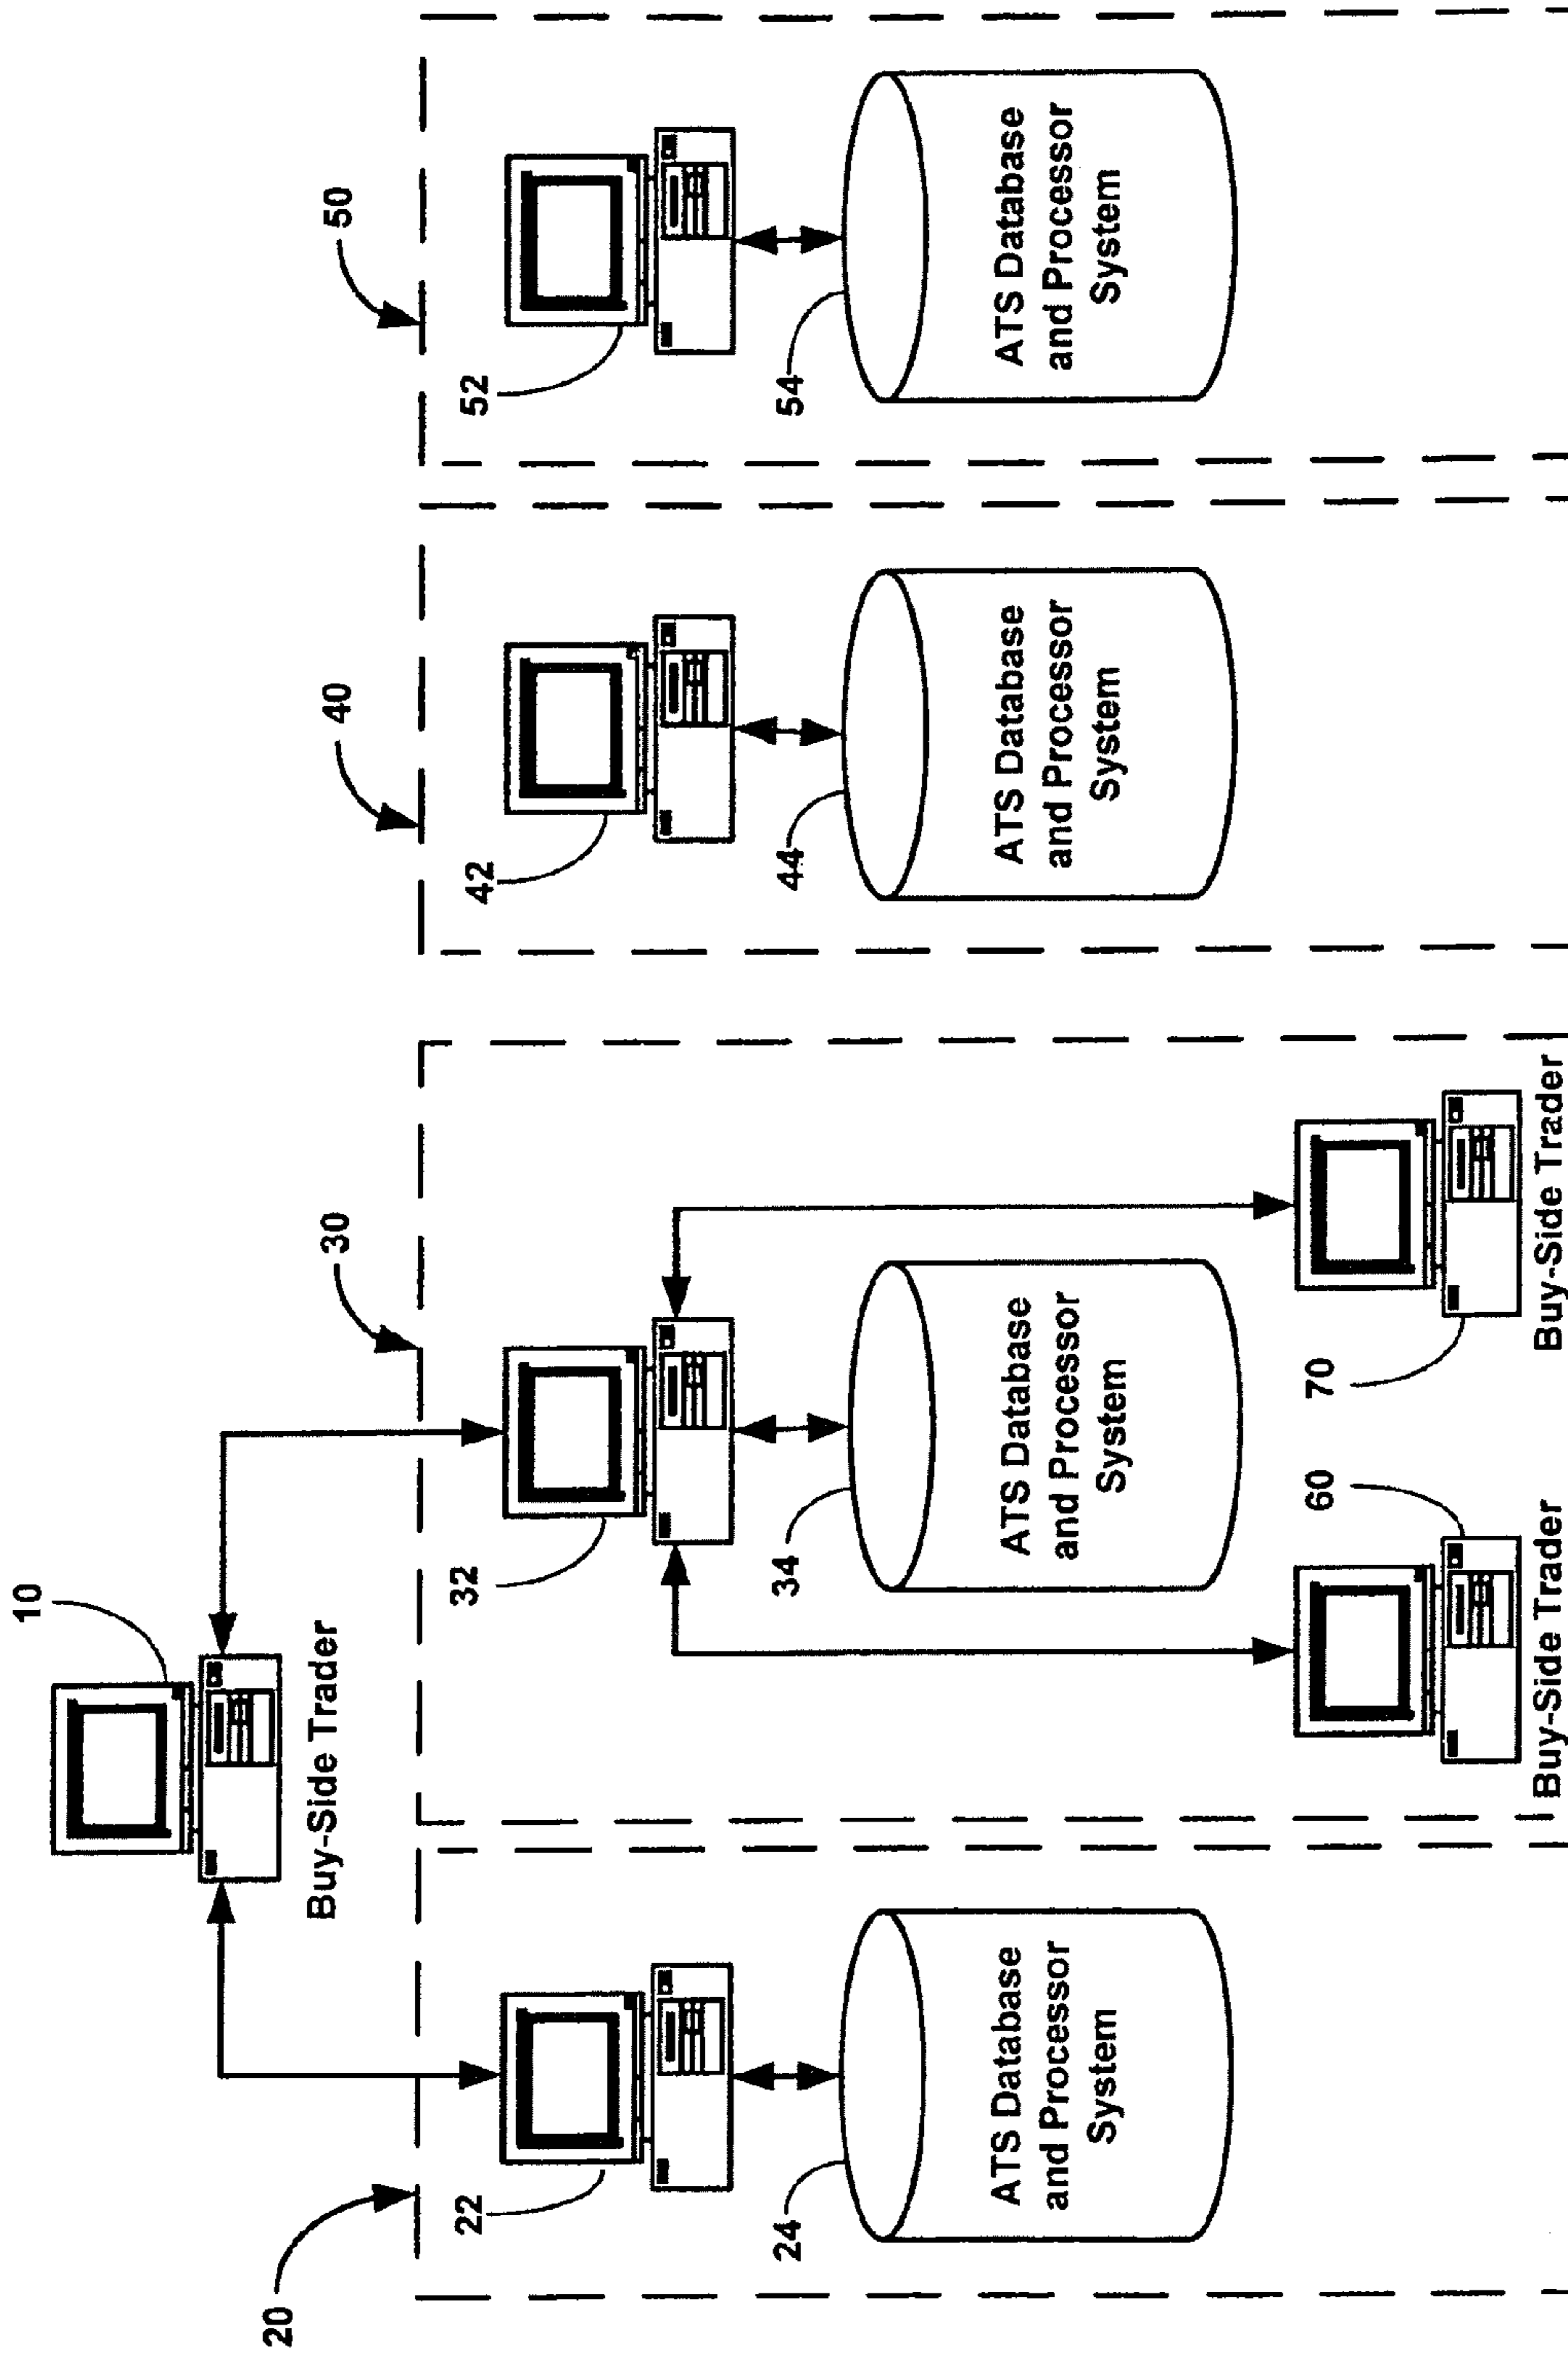 10
Buy-Side Trader
20
30
40
50
22
32
42
52
24
34
44
54
ATS Database
and Processor
System
ATS Database
and Processor
System
ATS Database
and Processor
System
ATS Database
and Processor
System
60
70
Buy-Side Trader
Buy-Side Trader